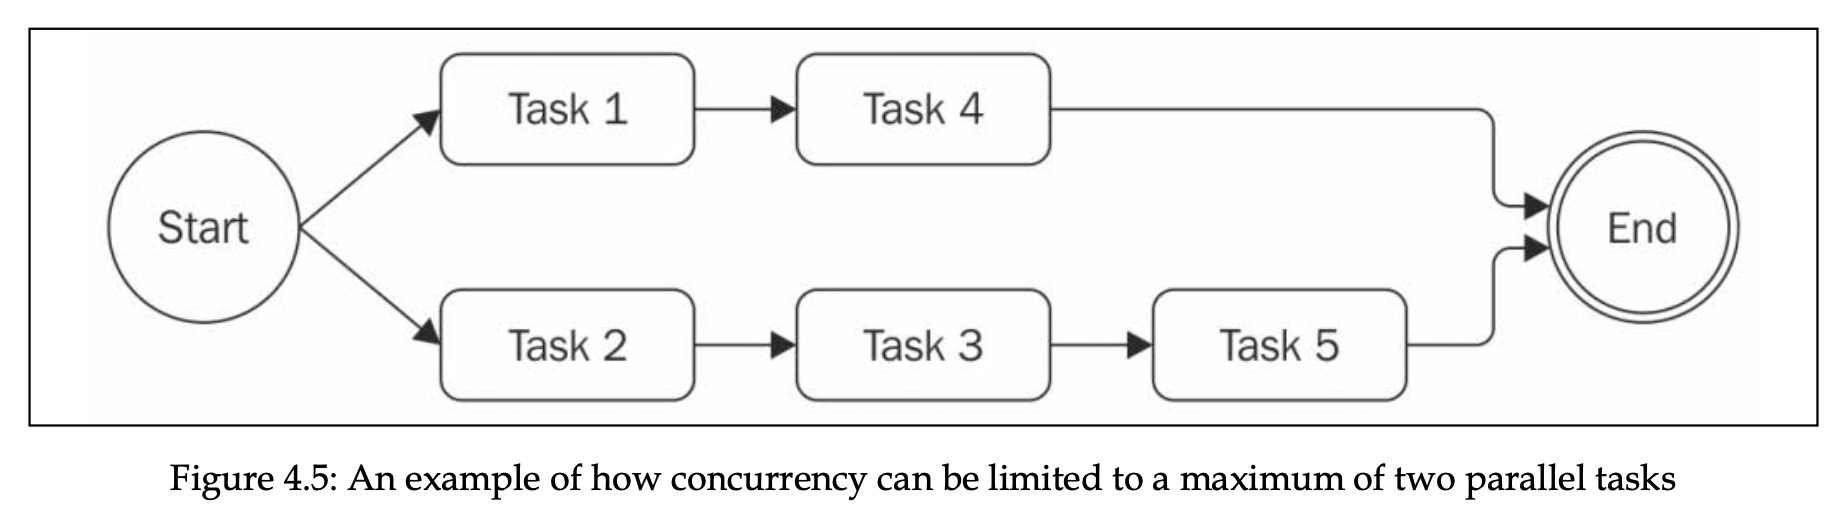 Task 1
Task 4
Start
End
Task 2
Task 3
Task 5
Figure 4.5: An example of how concurrency can be limited to a maximum of two parallel tasks